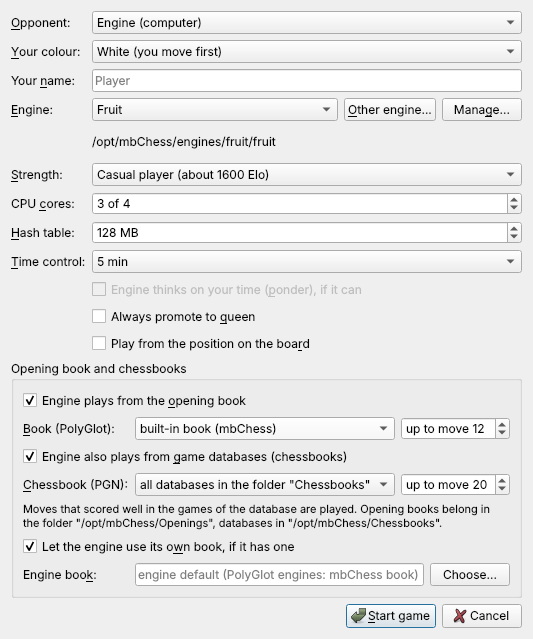 Opponent: Engine (computer)
Your colour: White (you move first)
Your name: Player
Engine: Fruit Other engine... Manage...
/opt/mbChess/engines/fruit/fruit
Strength: Casual player (about 1600 Elo)
CPU cores: 3 of 4
Hash table: 128 MB
Time control: 5 min
Engine thinks on your time (ponder), if it can
Always promote to queen
Play from the position on the board
Opening book and chessbooks
Engine plays from the opening book
Book (PolyGlot): built-in book (mbChess) up to move 12
Engine also plays from game databases (chessbooks)
Chessbook (PGN): all databases in the folder "Chessbooks" up to move 20
Moves that scored well in the games of the database are played. Opening books belong in
the folder "/opt/mbChess/Openings", databases in "/opt/mbChess/Chessbooks".
Let the engine use its own book, if it has one
Engine book: engine default (PolyGlot engines: mbChess book) Choose...
Start game Cancel